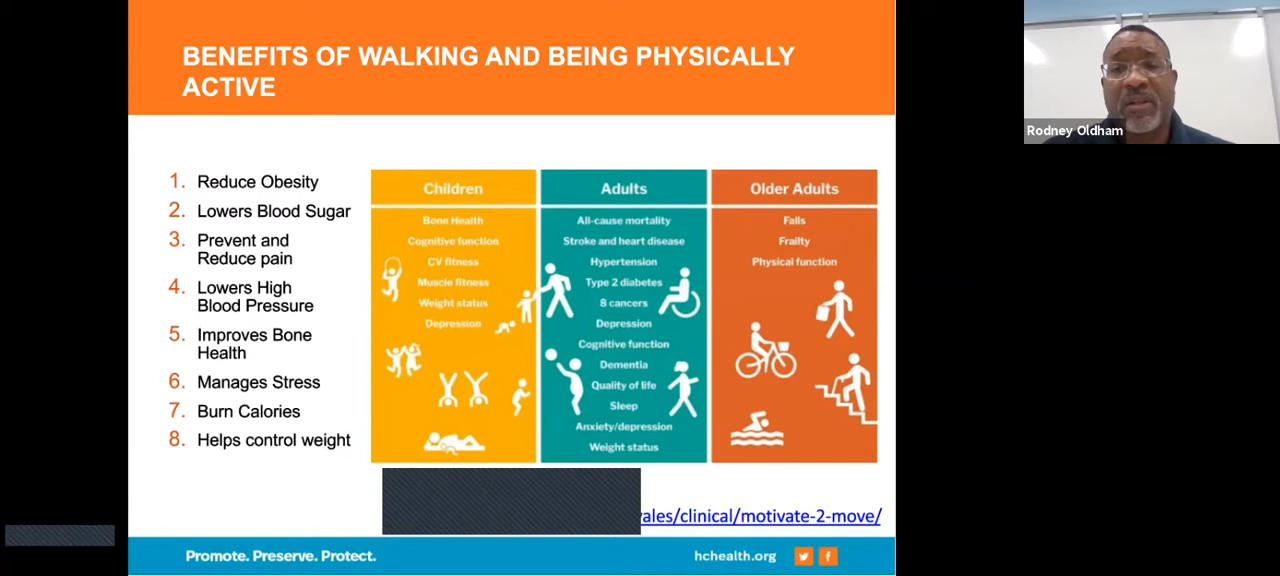 BENEFITS OF WALKING AND BEING PHYSICALLY
ACTIVE
Rodney Oldham
1. Reduce Obesity
2. Lowers Blood Sugar
3. Prevent and
Reduce pain
4. Lowers High
Blood Pressure
5. Improves Bone
Health
6. Manages Stress
7. Burn Calories
8. Helps control weight
Children
Bone Health
Cognitive function
CV fitness
Muscle fitness
Weight status
Depression
Adults
All-cause mortality
Stroke and heart disease
Hypertension
Type 2 diabetes
8 cancers
Depression
Cognitive function
Dementia
Quality of life
Sleep
Anxiety/depression
Weight status
Older Adults
Falls
Frailty
Physical function
/clinical/motivate-2-move/
Promote. Preserve. Protect.
hchealth.org